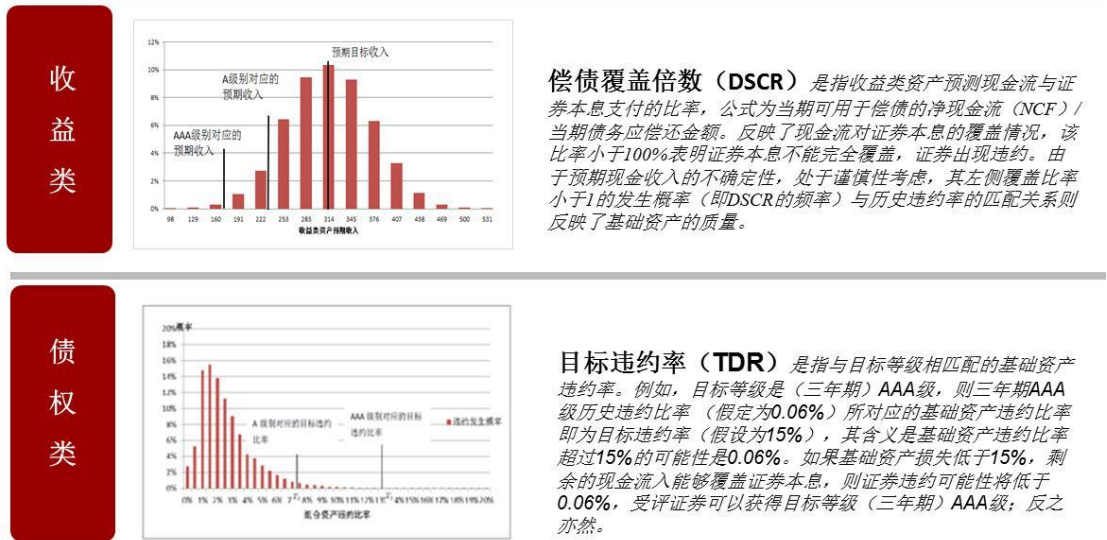 收
益
类
12%
10%
8%
6%
4%
2%
0%
预期目标收入
A级别对应的
预期收入
AAA级别对应的
预期收入
98 129 160 191 222 253 283 314 345 376 407 438 469 500 531
收益类资产预期收入
偿债覆盖倍数（DSCR）是指收益类资产预测现金流与证
券本息支付的比率，公式为当期可用于偿债的净现金流（NCF）/
当期债务应偿还金额。反映了现金流对证券本息的覆盖情况，该
比率小于100%表明证券本息不能完全覆盖，证券出现违约。由
于预期现金收入的不确定性，处于谨慎性考虑，其左侧覆盖比率
小于1的发生概率（即DSCR的频率）与历史违约率的匹配关系则
反映了基础资产的质量。
债
权
类
20%概率
18%
16%
14%
12%
10%
8%
6%
4%
2%
0%
A 级别对应的目标违约
比率
AAA 级别对应的目标
违约比率
违约发生概率
0% 1% 2% 3% 4% 5% 6% 7% 8% 9% 10% 11% 12% 14% 15% 16% 17% 18% 19% 20%
组合资产违约比率
目标违约率（TDR）是指与目标等级相匹配的基础资产
违约率。例如，目标等级是（三年期）AAA级，则三年期AAA
级历史违约比率 （假定为0.06%）所对应的基础资产违约比率
即为目标违约率（假设为15%），其含义是基础资产违约比率
超过15%的可能性是0.06%。如果基础资产损失低于15%，剩
余的现金流入能够覆盖证券本息，则证券违约可能性将低于
0.06%，受评证券可以获得目标等级（三年期）AAA级；反之
亦然。